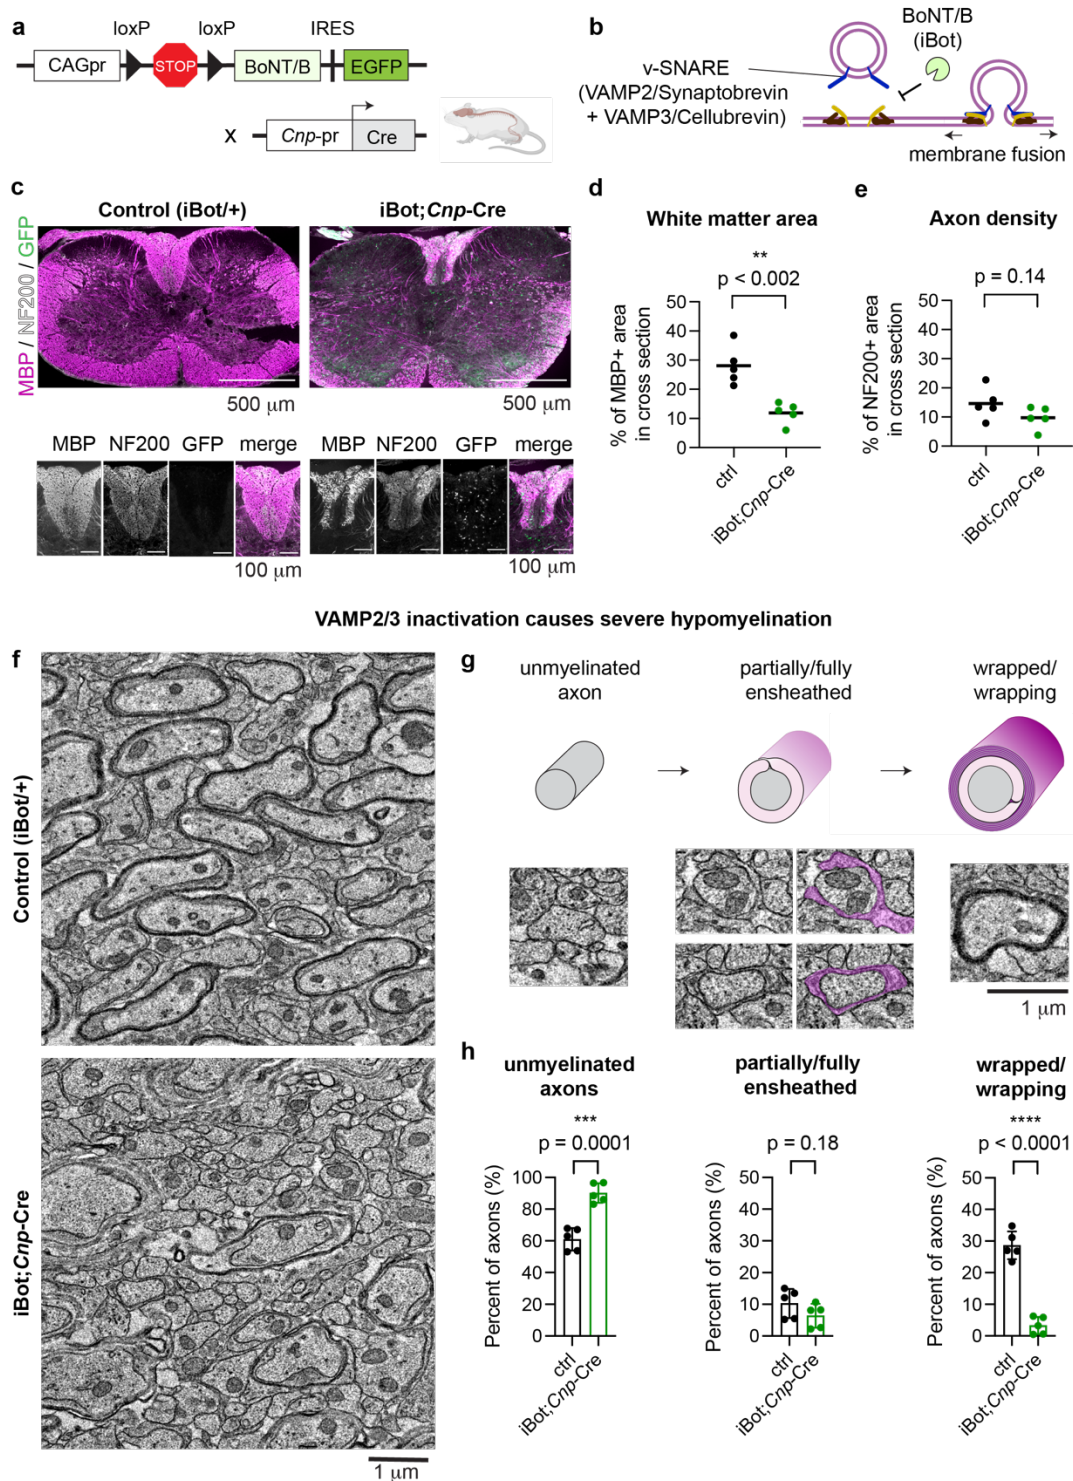 a
loxP loxP IRES
CAGpr STOP BoNT/B EGFP
x Cnp-pr Cre
b
BoNT/B
(iBot)
v-SNARE
(VAMP2/Synaptobrevin
+ VAMP3/Cellubrevin)
membrane fusion
c
Control (iBot/+) iBot;Cnp-Cre
MBP / NF200 / GFP
500 μm 500 μm
MBP NF200 GFP merge MBP NF200 GFP merge
100 μm 100 μm
d
White matter area
**
p < 0.002
% of MBP+ area
in cross section
50
40
30
20
10
0
ctrl
iBot;Cnp-Cre
e
Axon density
p = 0.14
% of NF200+ area
in cross section
50
40
30
20
10
0
ctrl
iBot;Cnp-Cre
VAMP2/3 inactivation causes severe hypomyelination
f
Control (iBot/+)
iBot;Cnp-Cre
1 μm
g
unmyelinated
axon
partially/fully
ensheathed
wrapped/
wrapping
1 μm
h
unmyelinated
axons
***
p = 0.0001
Percent of axons (%)
100
80
60
40
20
0
ctrl
iBot;Cnp-Cre
partially/fully
ensheathed
p = 0.18
Percent of axons (%)
50
40
30
20
10
0
ctrl
iBot;Cnp-Cre
wrapped/
wrapping
****
p < 0.0001
Percent of axons (%)
50
40
30
20
10
0
ctrl
iBot;Cnp-Cre